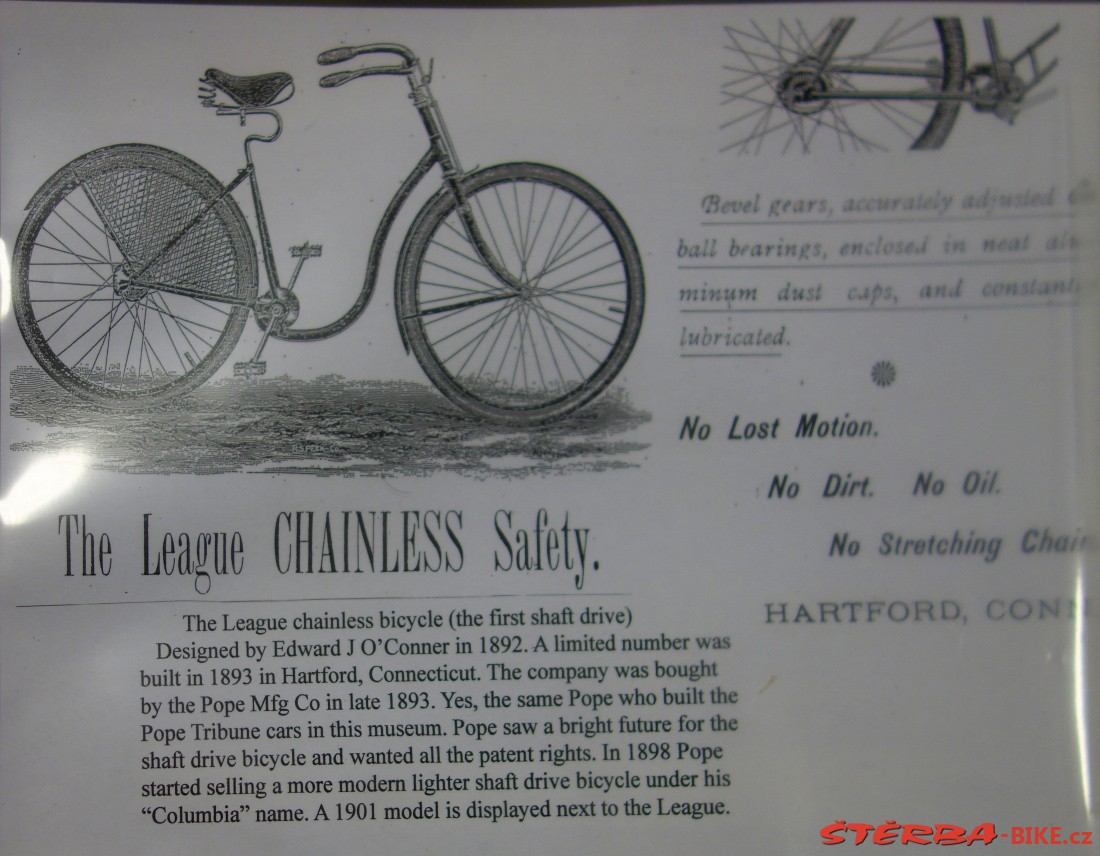 Bevel gears, accurately adjusted
ball bearings, enclosed in neat alu-
minum dust caps, and constantly
lubricated.
No Lost Motion.
No Dirt. No Oil.
No Stretching Chain
HARTFORD, CONN
The League CHAINLESS Safety.
The League chainless bicycle (the first shaft drive)
Designed by Edward J O’Conner in 1892. A limited number was
built in 1893 in Hartford, Connecticut. The company was bought
by the Pope Mfg Co in late 1893. Yes, the same Pope who built the
Pope Tribune cars in this museum. Pope saw a bright future for the
shaft drive bicycle and wanted all the patent rights. In 1898 Pope
started selling a more modern lighter shaft drive bicycle under his
“Columbia” name. A 1901 model is displayed next to the League.
ŠTĚRBA-BIKE.cz